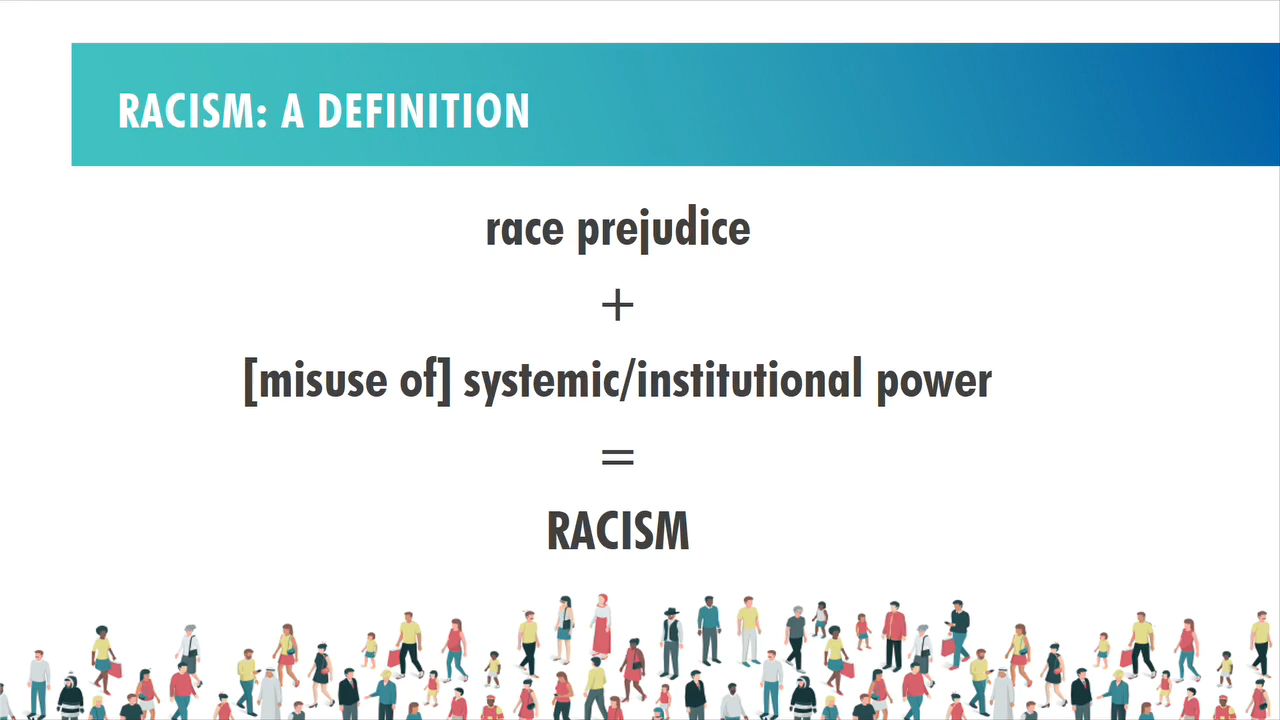 RACISM: A DEFINITION
race prejudice
+
[misuse of] systemic/institutional power
=
RACISM